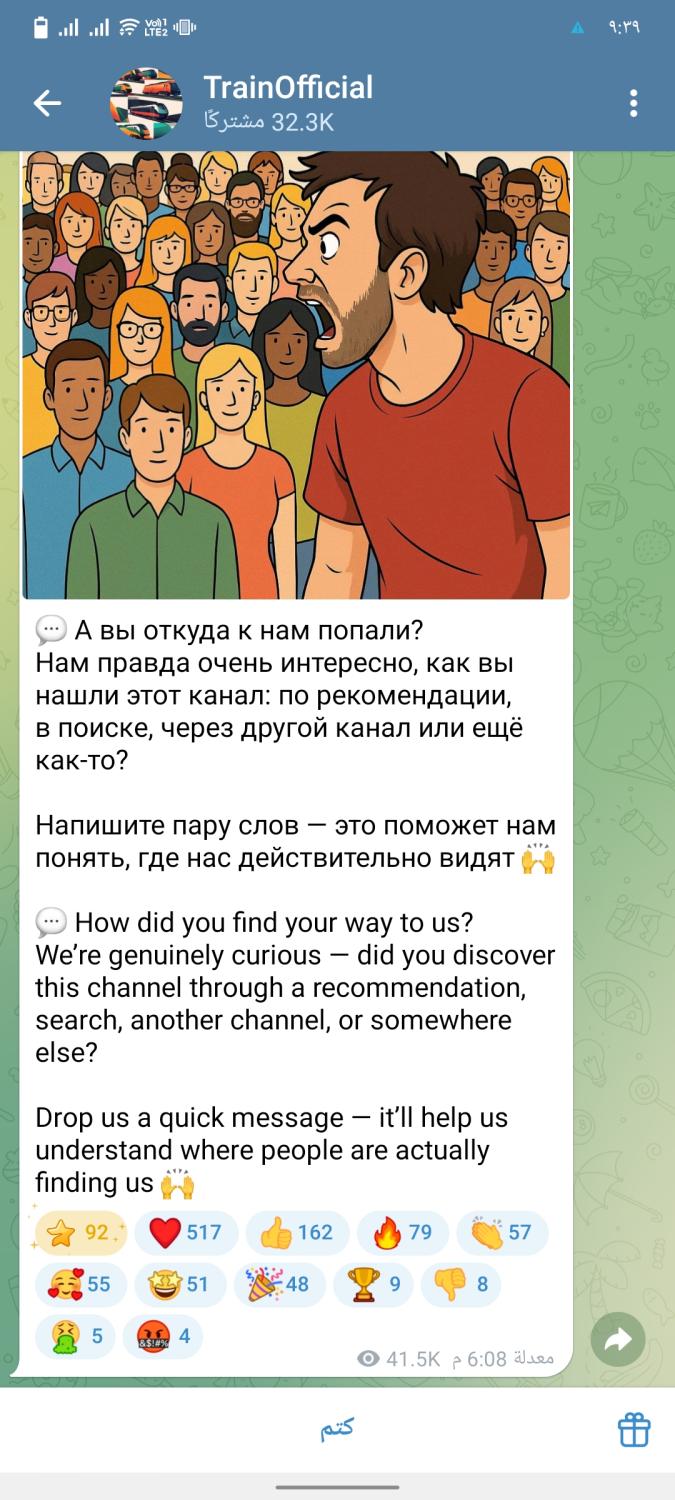 Vo)) 1
LTE2
٩:٣٩
TrainOfficial
32.3K مشتركًا
💬 А вы откуда к нам попали?
Нам правда очень интересно, как вы
нашли этот канал: по рекомендации,
в поиске, через другой канал или ещё
как-то?
Напишите пару слов — это поможет нам
понять, где нас действительно видят 🙌
💬 How did you find your way to us?
We’re genuinely curious — did you discover
this channel through a recommendation,
search, another channel, or somewhere
else?
Drop us a quick message — it’ll help us
understand where people are actually
finding us 🙌
⭐ 92 ❤️ 517 👍 162 🔥 79 👏 57
🥰 55 🤩 51 🎉 48 🏆 9 👎 8
🤮 5 🤬 4
41.5K معدلة 6:08 م
كتم